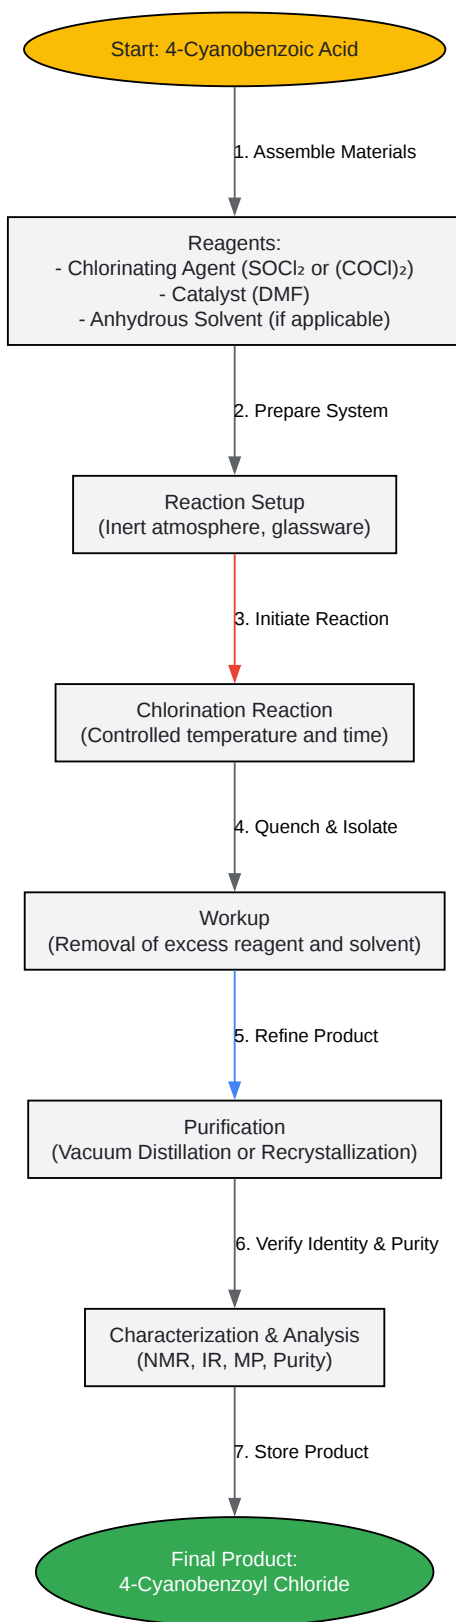 Start: 4-Cyanobenzoic Acid
1. Assemble Materials
Reagents:
- Chlorinating Agent (SOCl₂ or (COCl)₂)
- Catalyst (DMF)
- Anhydrous Solvent (if applicable)
2. Prepare System
Reaction Setup
(Inert atmosphere, glassware)
3. Initiate Reaction
Chlorination Reaction
(Controlled temperature and time)
4. Quench & Isolate
Workup
(Removal of excess reagent and solvent)
5. Refine Product
Purification
(Vacuum Distillation or Recrystallization)
6. Verify Identity & Purity
Characterization & Analysis
(NMR, IR, MP, Purity)
7. Store Product
Final Product:
4-Cyanobenzoyl Chloride